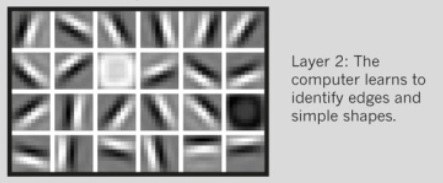 Layer 2: The
computer learns to
identify edges and
simple shapes.